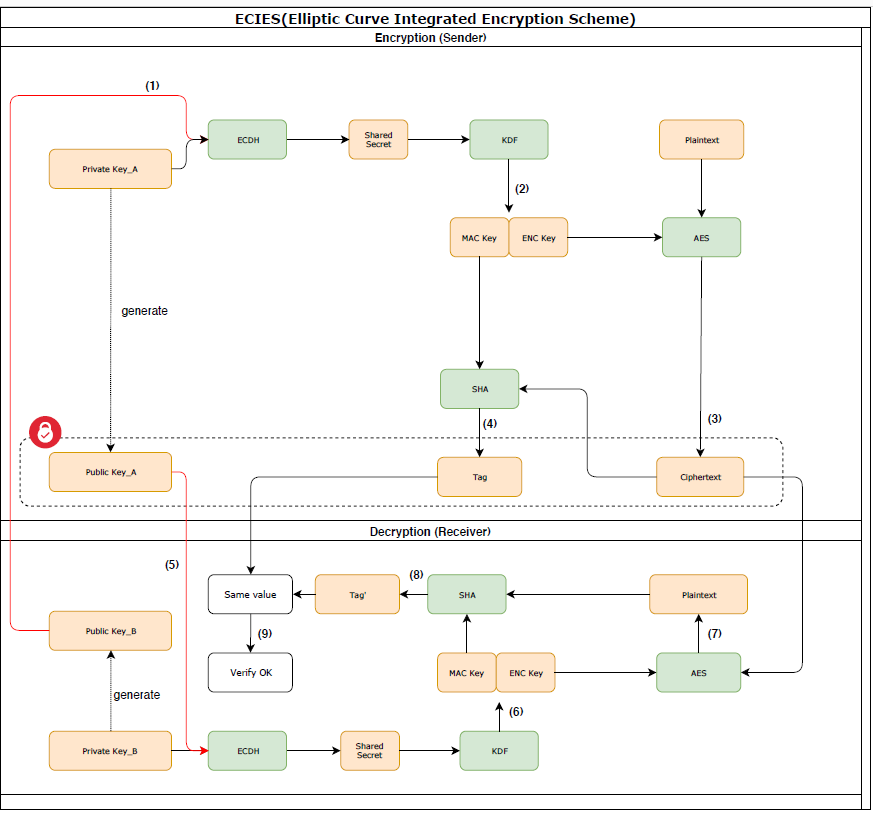 ECIES(Elliptic Curve Integrated Encryption Scheme)
Encryption (Sender)
(1)
ECDH
Shared
Secret
KDF
Plaintext
Private Key_A
(2)
MAC Key
ENC Key
AES
generate
SHA
(3)
(4)
Public Key_A
Tag
Ciphertext
Decryption (Receiver)
(5)
Same value
Tag'
(8)
SHA
Plaintext
Public Key_B
(9)
(7)
Verify OK
MAC Key
ENC Key
AES
generate
(6)
Private Key_B
ECDH
Shared
Secret
KDF